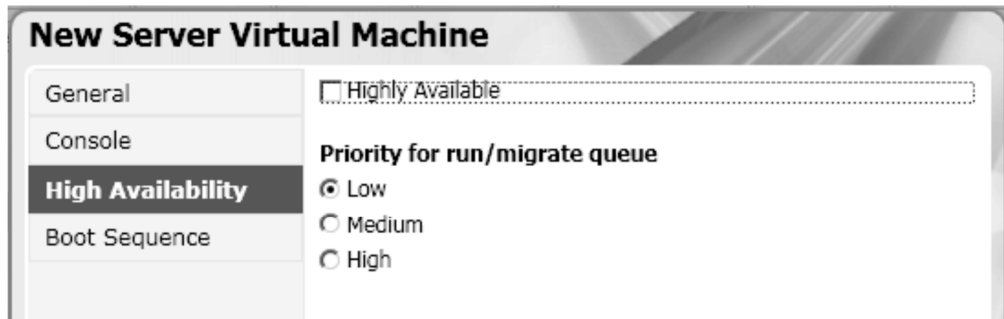 New Server Virtual Machine
General
Console
High Availability
Boot Sequence
Highly Available
Priority for run/migrate queue
Low
Medium
High